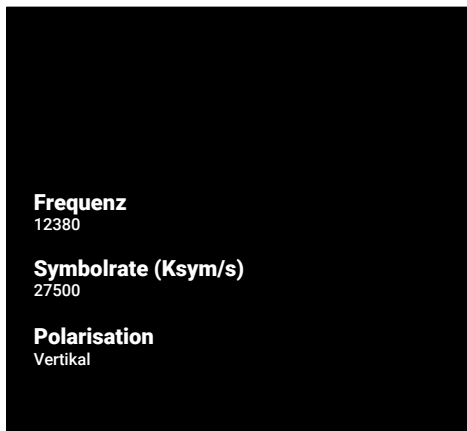 Frequenz
12380
Symbolrate (Ksym/s)
27500
Polarisation
Vertikal